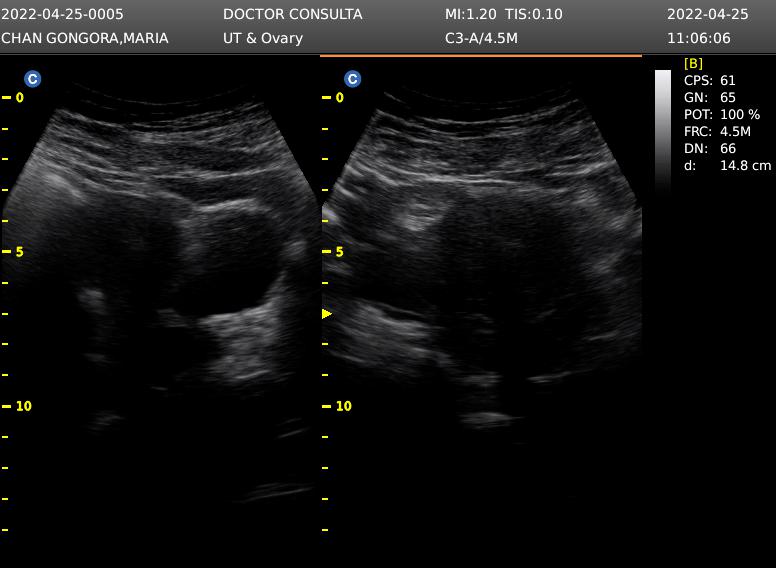 2022-04-25-0005 DOCTOR CONSULTA MI:1.20 TIS:0.10 2022-04-25
CHAN GONGORA,MARIA UT & Ovary C3-A/4.5M 11:06:06
C C [B]
0 0 CPS: 61
GN: 65
POT: 100 %
FRC: 4.5M
DN: 66
d: 14.8 cm
5 5
10 10